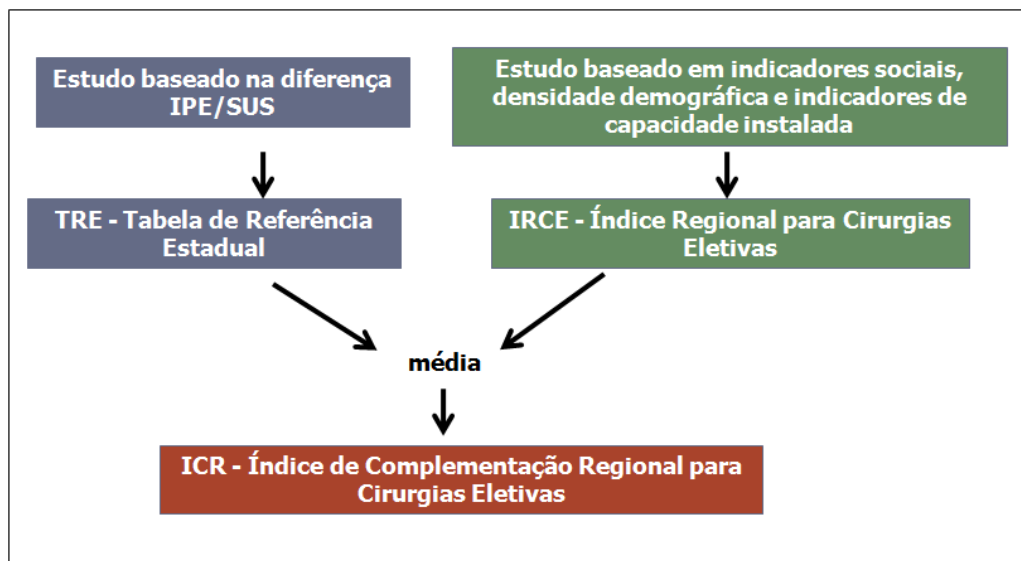 Estudo baseado na diferença
IPE/SUS
Estudo baseado em indicadores sociais,
densidade demográfica e indicadores de
capacidade instalada
TRE - Tabela de Referência
Estadual
IRCE - Índice Regional para Cirurgias
Eletivas
média
ICR - Índice de Complementação Regional para
Cirurgias Eletivas